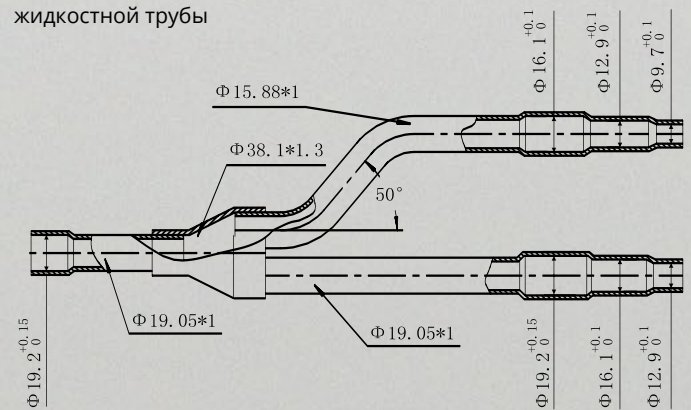 жидкостной трубы
Φ16.1 +0.1 0
Φ12.9 +0.1 0
Φ9.7 +0.1 0
Φ15.88*1
Φ38.1*1.3
50°
Φ19.05*1
Φ19.05*1
Φ19.2 +0.15 0
Φ19.2 +0.15 0
Φ16.1 +0.1 0
Φ12.9 +0.1 0